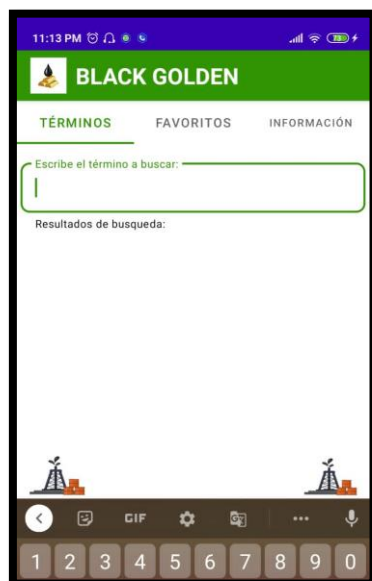 11:13 PM
73
BLACK GOLDEN
TÉRMINOS FAVORITOS INFORMACIÓN
Escribe el término a buscar:
Resultados de busqueda:
GIF
1 2 3 4 5 6 7 8 9 0